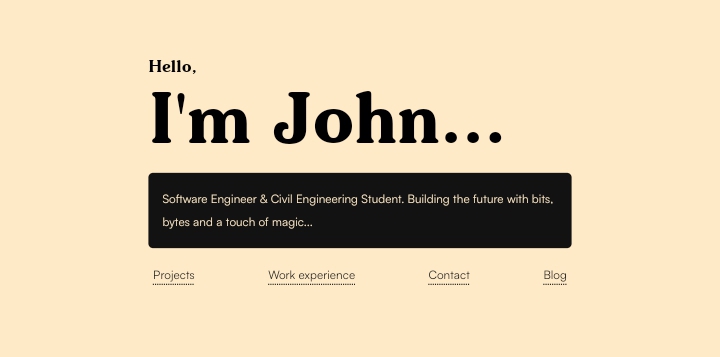 Hello,
I'm John...
Software Engineer & Civil Engineering Student. Building the future with bits,
bytes and a touch of magic...
Projects Work experience Contact Blog